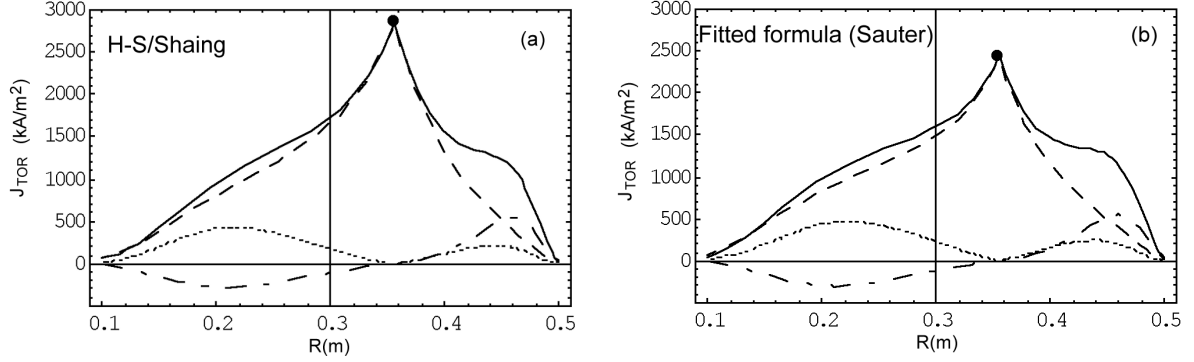 H-S/Shaing
(a)
3000
2500
2000
1500
1000
500
0
J_TOR (kA/m²)
0.1 0.2 0.3 0.4 0.5
R(m)
Fitted formula (Sauter)
(b)
3000
2500
2000
1500
1000
500
0
J_TOR (kA/m²)
0.1 0.2 0.3 0.4 0.5
R(m)